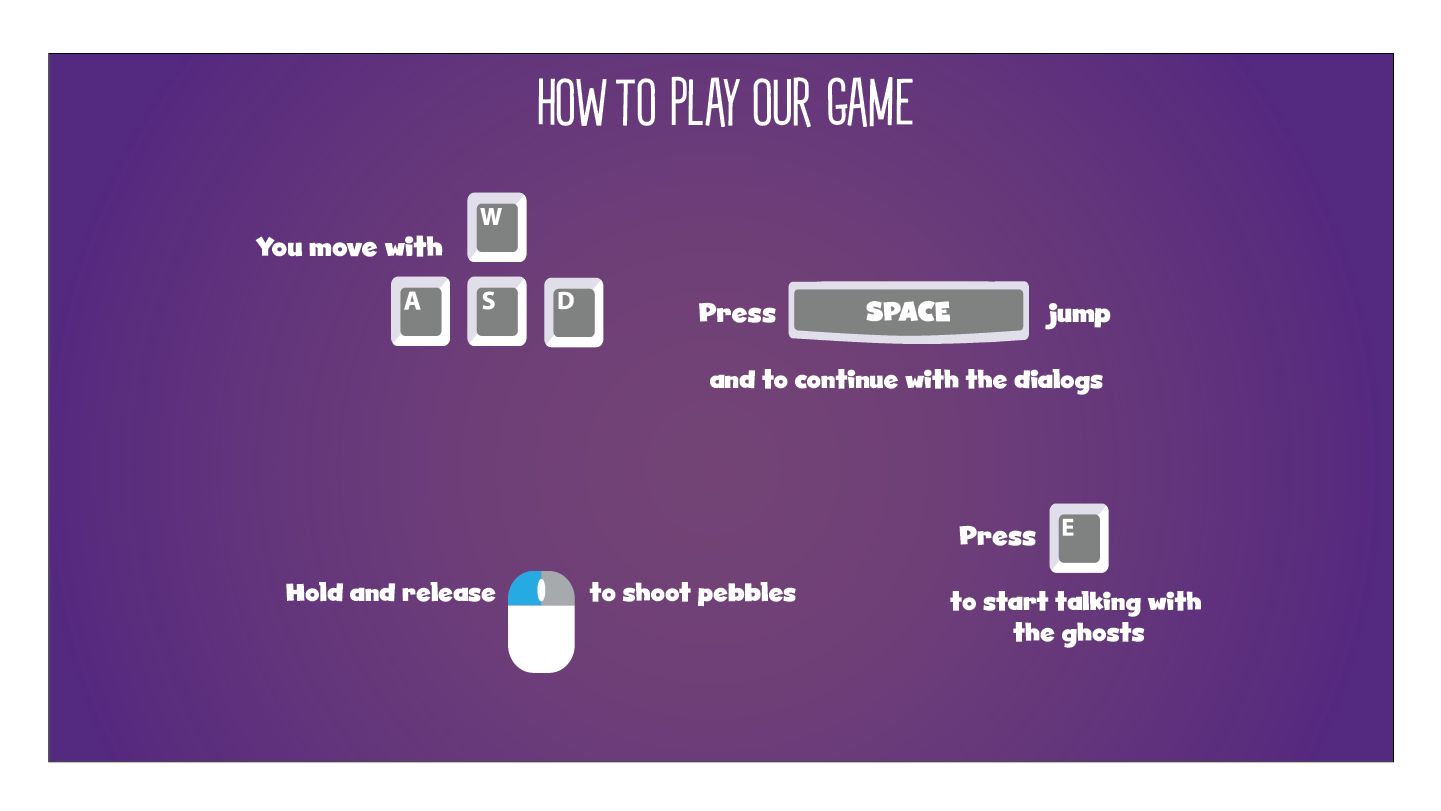 HOW TO PLAY OUR GAME
W
You move with
A S D
Press SPACE jump
and to continue with the dialogs
Press E
to start talking with
the ghosts
Hold and release to shoot pebbles